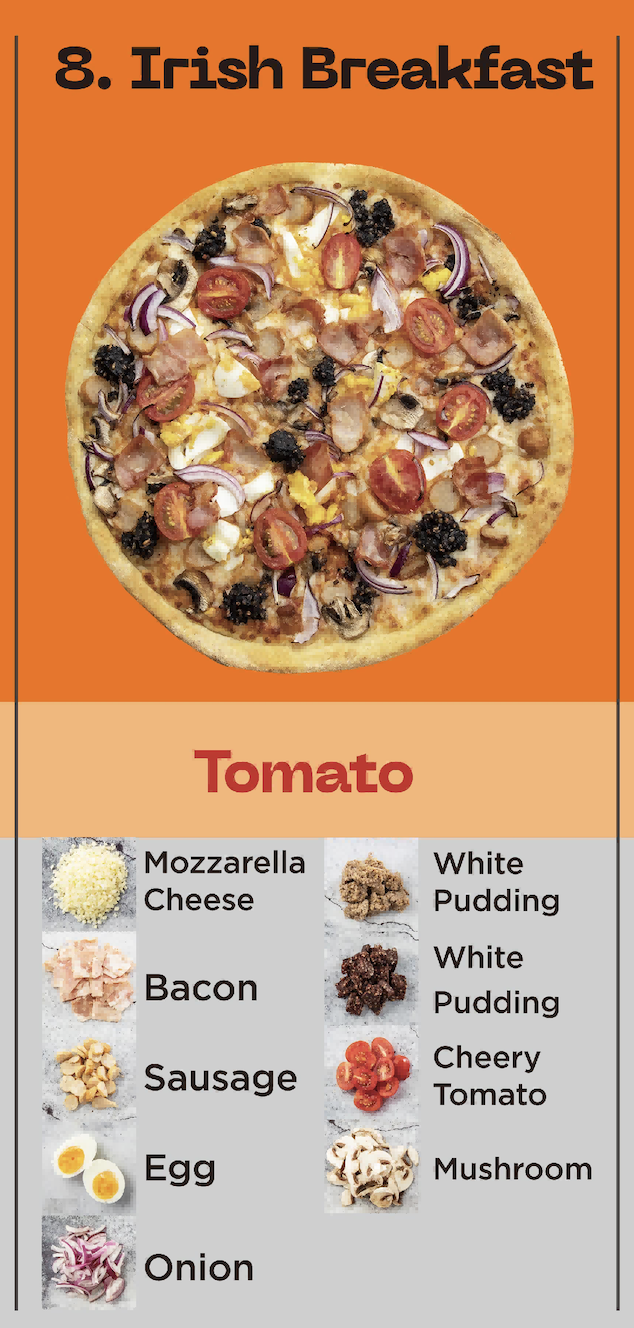 8. Irish Breakfast
Tomato
Mozzarella
Cheese
Bacon
Sausage
Egg
Onion
White
Pudding
White
Pudding
Cheery
Tomato
Mushroom